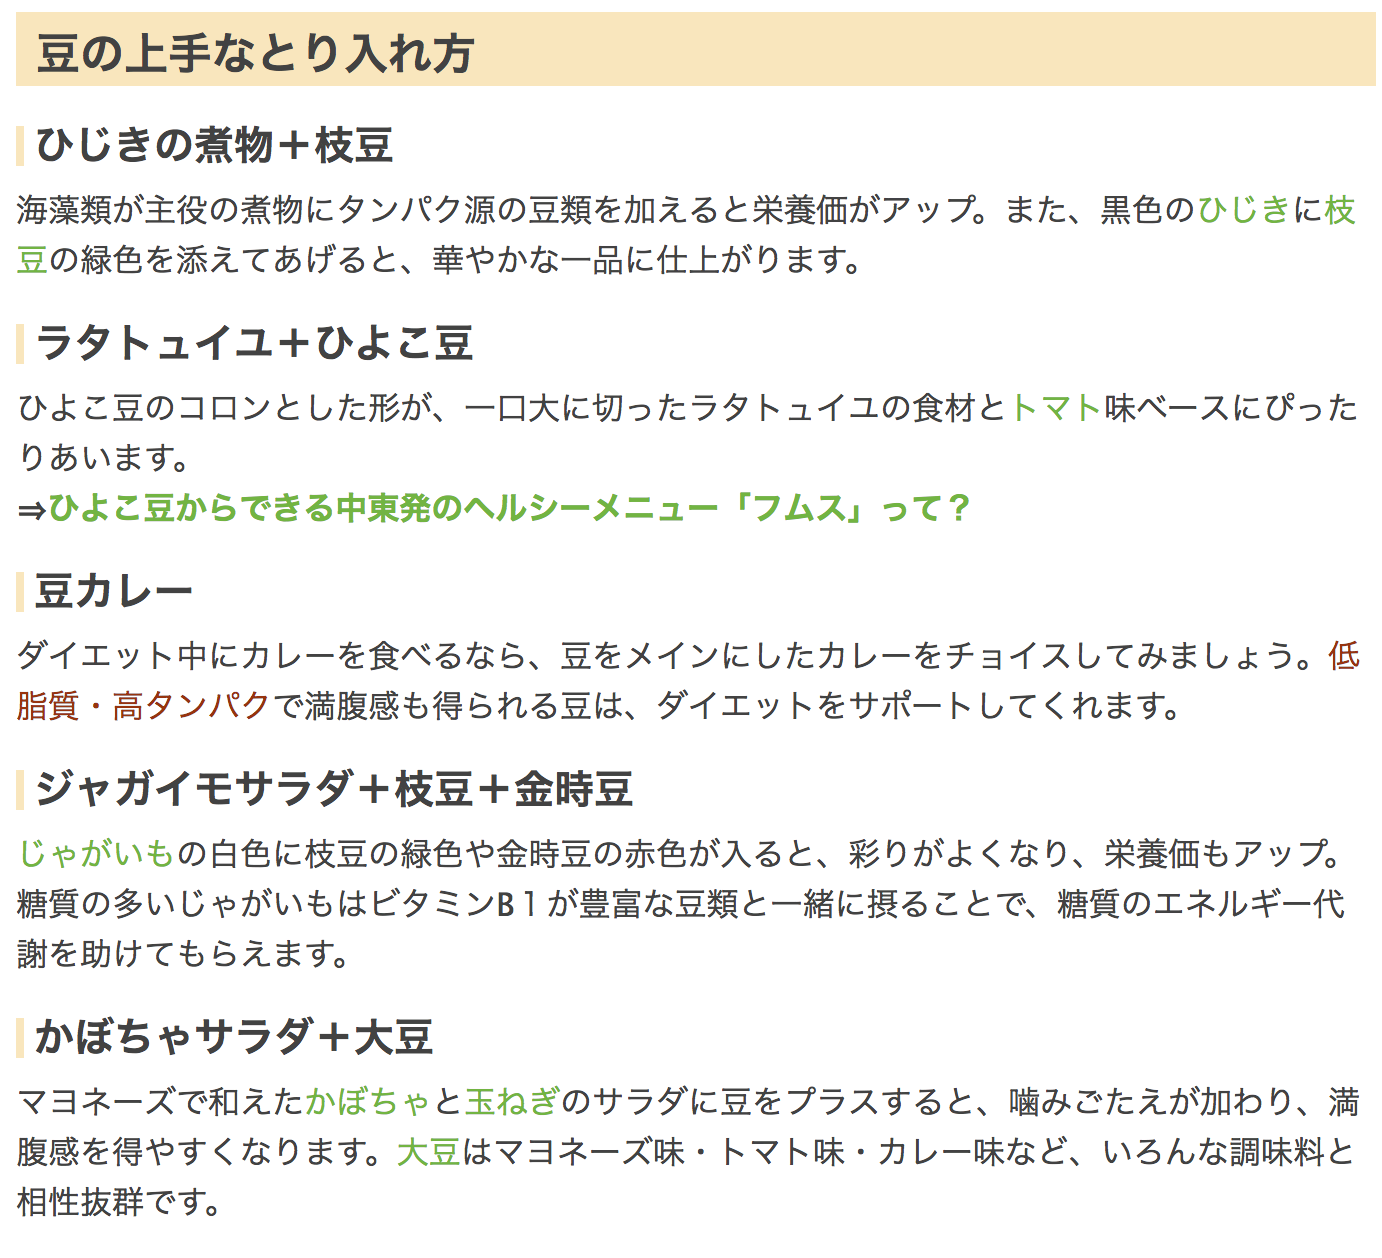 豆の上手なとり入れ方
ひじきの煮物＋枝豆
海藻類が主役の煮物にタンパク源の豆類を加えると栄養価がアップ。また、黒色のひじきに枝
豆の緑色を添えてあげると、華やかな一品に仕上がります。
ラタトュイユ＋ひよこ豆
ひよこ豆のコロンとした形が、一口大に切ったラタトュイユの食材とトマト味ベースにぴった
りあいます。
⇒ひよこ豆からできる中東発のヘルシーメニュー「フムス」って？
豆カレー
ダイエット中にカレーを食べるなら、豆をメインにしたカレーをチョイスしてみましょう。低
脂質・高タンパクで満腹感も得られる豆は、ダイエットをサポートしてくれます。
ジャガイモサラダ＋枝豆＋金時豆
じゃがいもの白色に枝豆の緑色や金時豆の赤色が入ると、彩りがよくなり、栄養価もアップ。
糖質の多いじゃがいもはビタミンB１が豊富な豆類と一緒に摂ることで、糖質のエネルギー代
謝を助けてもらえます。
かぼちゃサラダ＋大豆
マヨネーズで和えたかぼちゃと玉ねぎのサラダに豆をプラスすると、噛みごたえが加わり、満
腹感を得やすくなります。大豆はマヨネーズ味・トマト味・カレー味など、いろんな調味料と
相性抜群です。